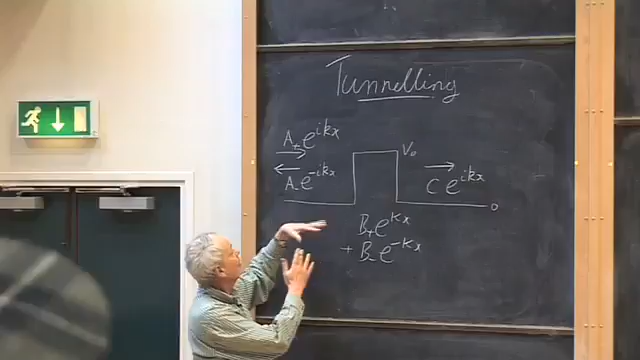 Tunnelling
A₊e^{ikx}
A₋e^{-ikx}
V₀
Ce^{ikx}
0
B₊e^{κx}
+ B₋e^{-κx}